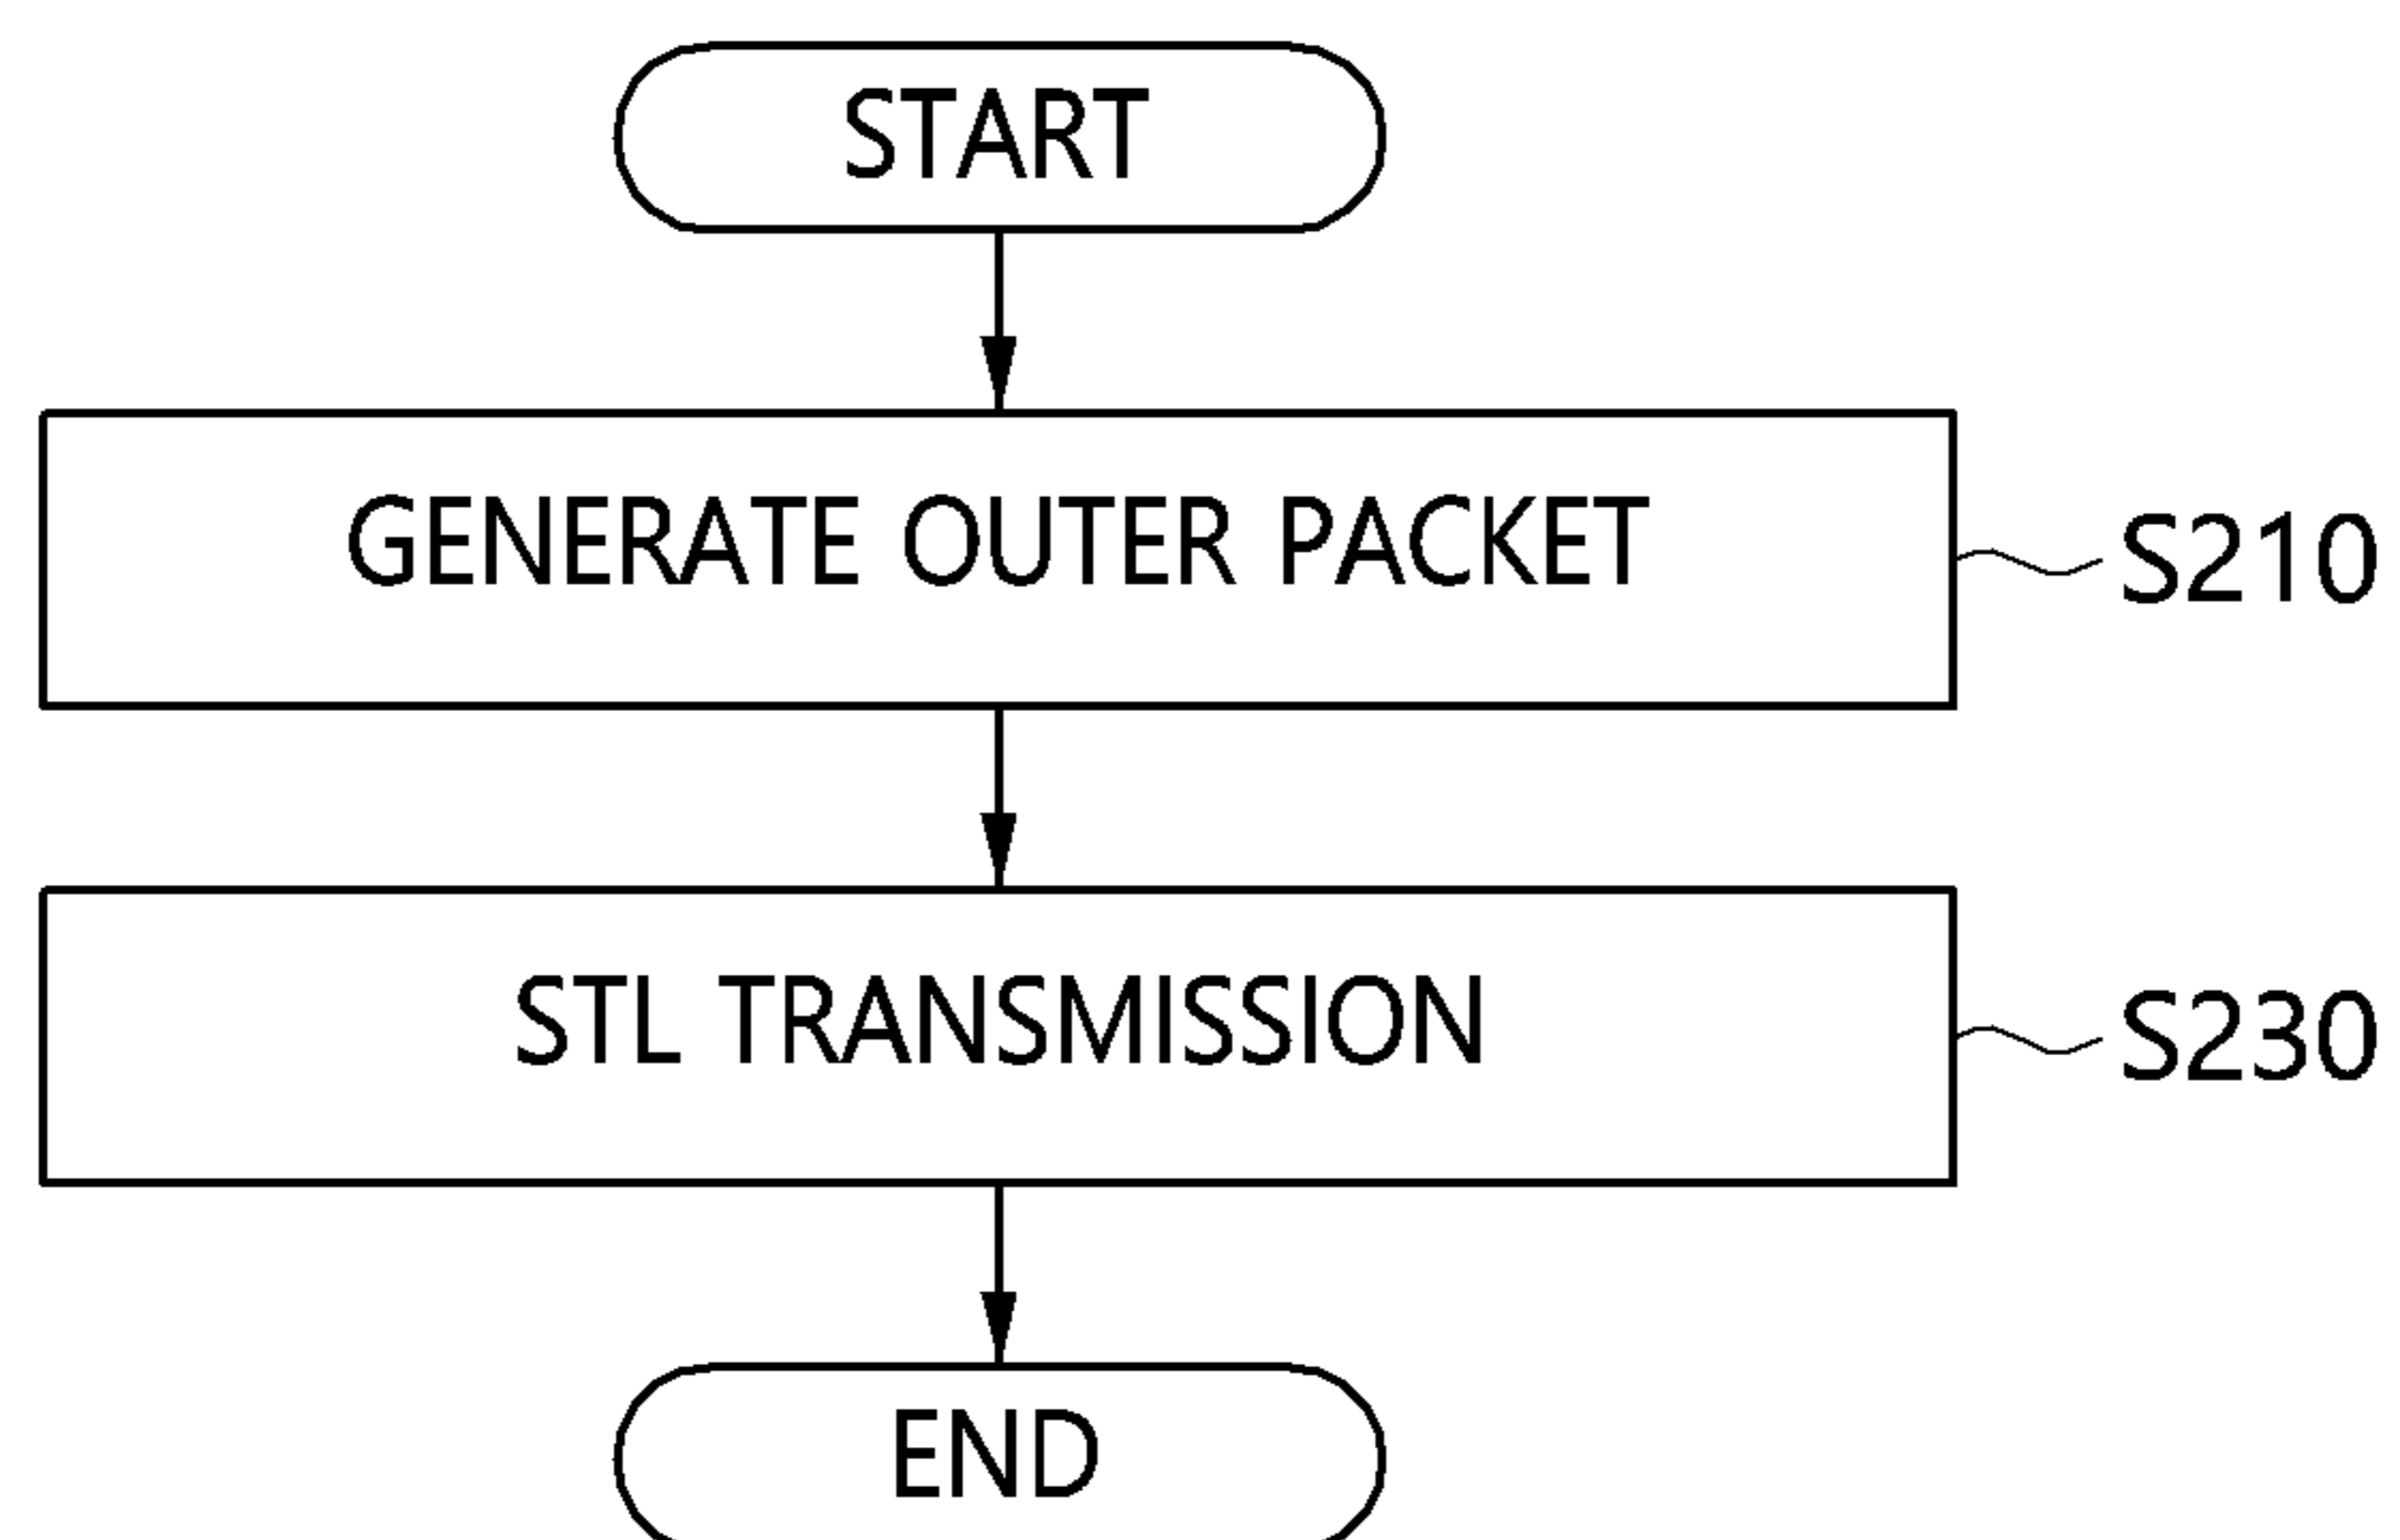 START
GENERATE OUTER PACKET
S210
STL TRANSMISSION
S230
END